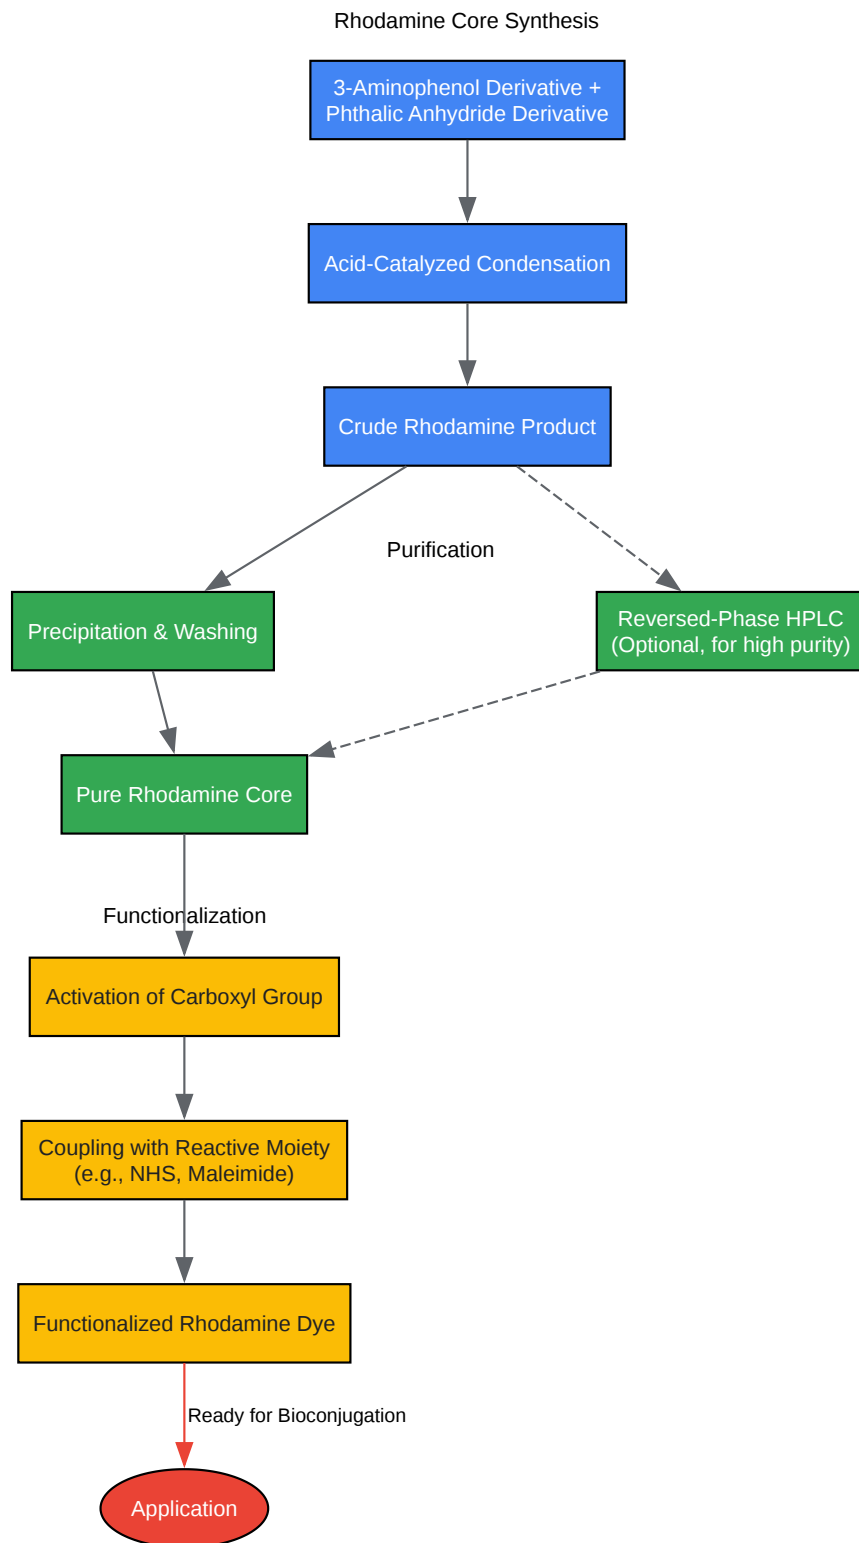 Rhodamine Core Synthesis
3-Aminophenol Derivative +
Phthalic Anhydride Derivative
Acid-Catalyzed Condensation
Crude Rhodamine Product
Purification
Precipitation & Washing
Reversed-Phase HPLC
(Optional, for high purity)
Pure Rhodamine Core
Functionalization
Activation of Carboxyl Group
Coupling with Reactive Moiety
(e.g., NHS, Maleimide)
Functionalized Rhodamine Dye
Ready for Bioconjugation
Application